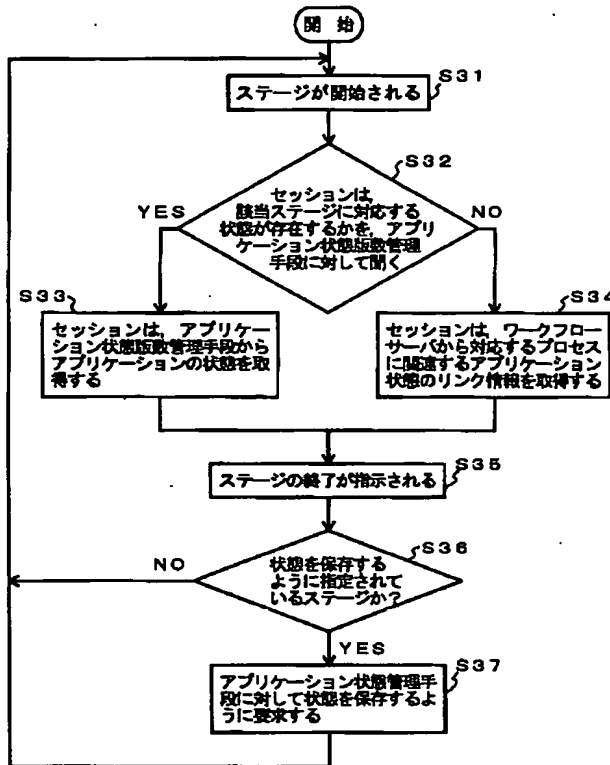 開 始
S31
ステージが開始される
S32
セッションは,
該当ステージに対応する
状態が存在するかを, アプリ
ケーション状態版数管理
手段に対して聞く
YES
NO
S33
セッションは, アプリケー
ション状態版数管理手段から
アプリケーションの状態を取
得する
S34
セッションは, ワークフロー
サーバから対応するプロセス
に関連するアプリケーション
状態のリンク情報を取得する
S35
ステージの終了が指示される
S36
状態を保存する
ように指定されて
いるステージか?
NO
YES
S37
アプリケーション状態管理手
段に対して状態を保存するよ
うに要求する